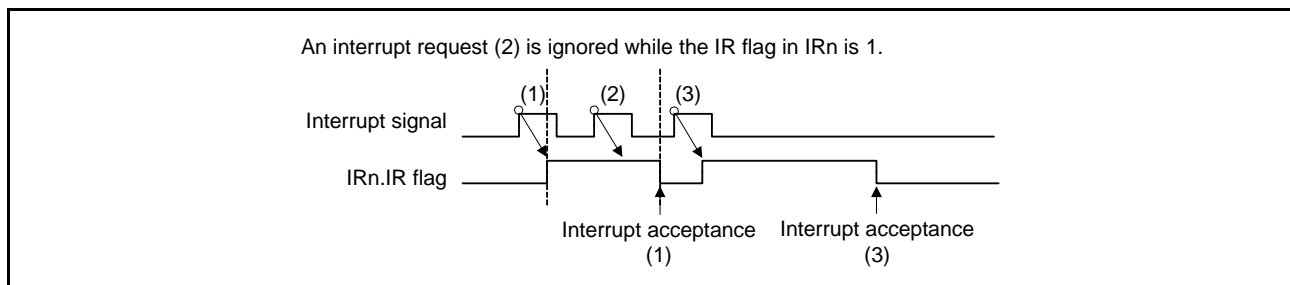 An interrupt request (2) is ignored while the IR flag in IRn is 1.
(1) (2) (3)
Interrupt signal
IRn.IR flag
Interrupt acceptance
(1)
Interrupt acceptance
(3)